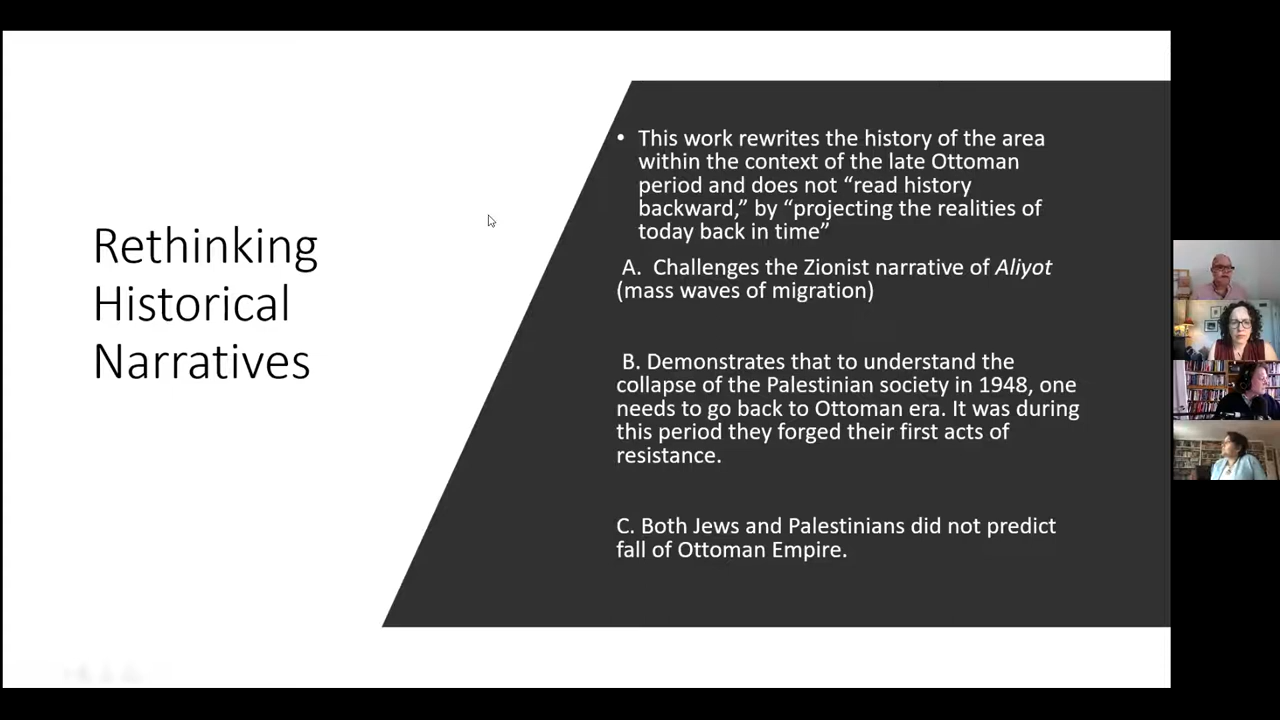 Rethinking
Historical
Narratives
• This work rewrites the history of the area
within the context of the late Ottoman
period and does not “read history
backward,” by “projecting the realities of
today back in time”
A. Challenges the Zionist narrative of Aliyot
(mass waves of migration)
B. Demonstrates that to understand the
collapse of the Palestinian society in 1948, one
needs to go back to Ottoman era. It was during
this period they forged their first acts of
resistance.
C. Both Jews and Palestinians did not predict
fall of Ottoman Empire.